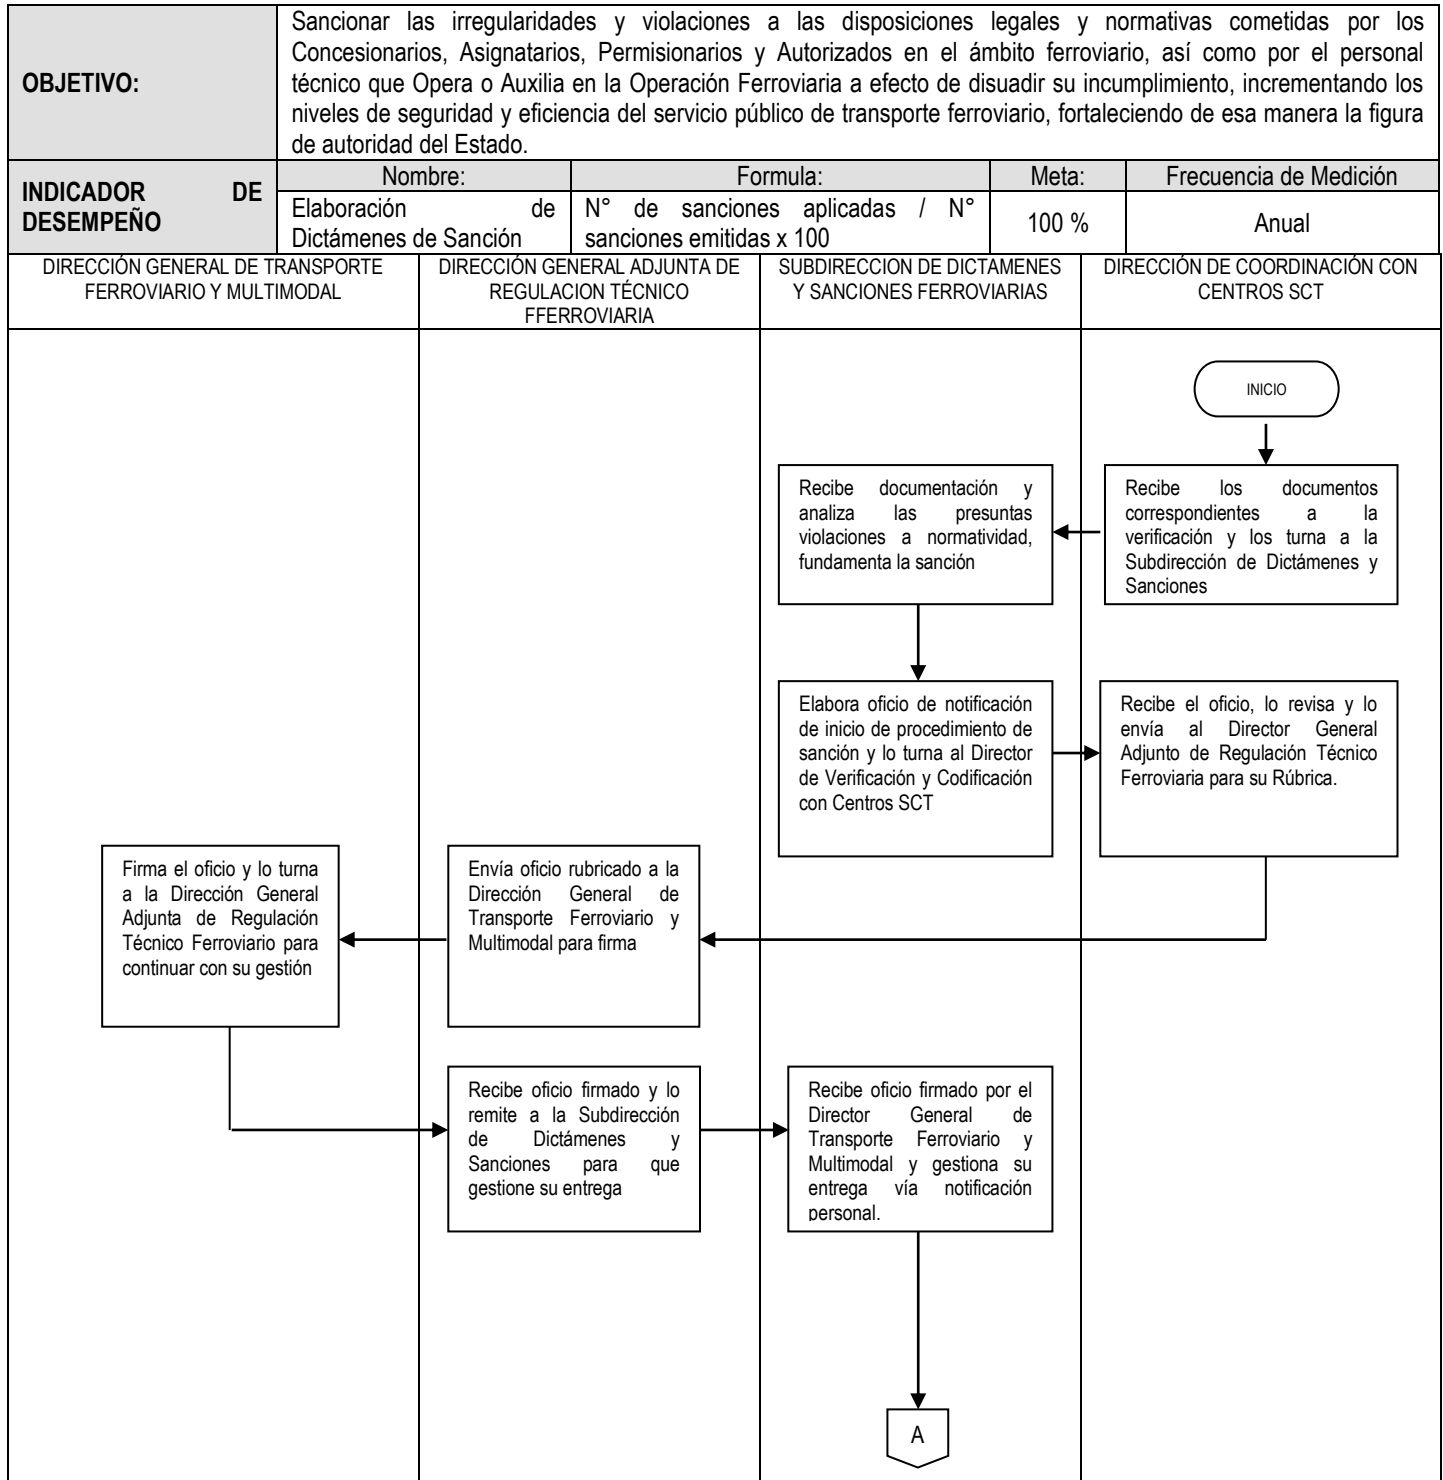 OBJETIVO:
Sancionar las irregularidades y violaciones a las disposiciones legales y normativas cometidas por los
Concesionarios, Asignatarios, Permisionarios y Autorizados en el ámbito ferroviario, así como por el personal
técnico que Opera o Auxilia en la Operación Ferroviaria a efecto de disuadir su incumplimiento, incrementando los
niveles de seguridad y eficiencia del servicio público de transporte ferroviario, fortaleciendo de esa manera la figura
de autoridad del Estado.
INDICADOR DE
DESEMPEÑO
Nombre:
Formula:
Meta:
Frecuencia de Medición
Elaboración de
Dictámenes de Sanción
N° de sanciones aplicadas / N°
sanciones emitidas x 100
100 %
Anual
DIRECCIÓN GENERAL DE TRANSPORTE
FERROVIARIO Y MULTIMODAL
DIRECCIÓN GENERAL ADJUNTA DE
REGULACION TÉCNICO
FFERROVIARIA
SUBDIRECCION DE DICTAMENES
Y SANCIONES FERROVIARIAS
DIRECCIÓN DE COORDINACIÓN CON
CENTROS SCT
INICIO
Recibe los documentos
correspondientes a la
verificación y los turna a la
Subdirección de Dictámenes y
Sanciones
Recibe documentación y
analiza las presuntas
violaciones a normatividad,
fundamenta la sanción
Elabora oficio de notificación
de inicio de procedimiento de
sanción y lo turna al Director
de Verificación y Codificación
con Centros SCT
Recibe el oficio, lo revisa y lo
envía al Director General
Adjunto de Regulación Técnico
Ferroviaria para su Rúbrica.
Envía oficio rubricado a la
Dirección General de
Transporte Ferroviario y
Multimodal para firma
Firma el oficio y lo turna
a la Dirección General
Adjunta de Regulación
Técnico Ferroviario para
continuar con su gestión
Recibe oficio firmado y lo
remite a la Subdirección
de Dictámenes y
Sanciones para que
gestione su entrega
Recibe oficio firmado por el
Director General de
Transporte Ferroviario y
Multimodal y gestiona su
entrega vía notificación
personal.
A